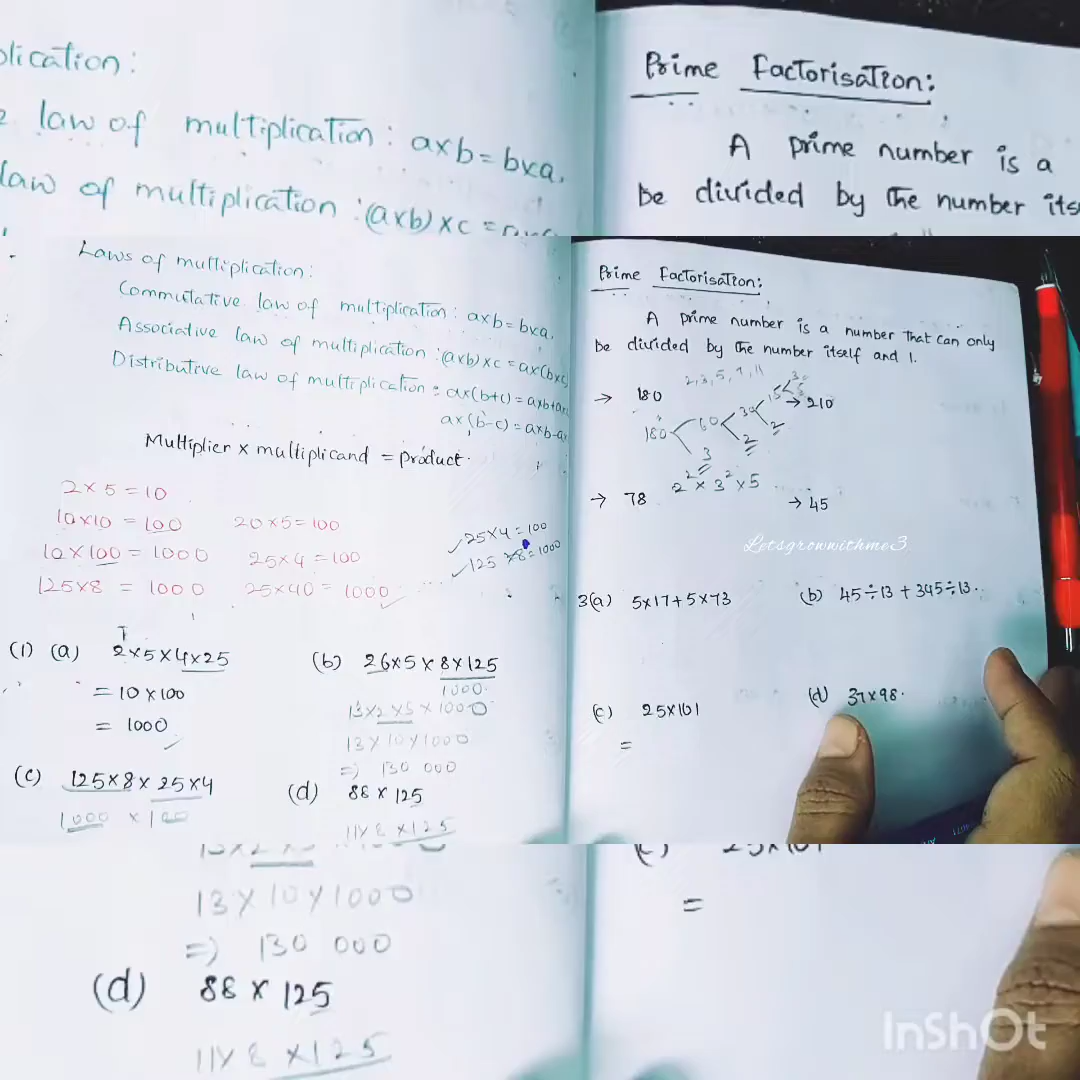 plication:
law of multiplication: a×b = b×a.
law of multiplication : (a×b) × c =
Prime Factorisation:
A prime number is a
be divided by the number its
Laws of multiplication:
Commutative law of multiplication: a×b = b×a.
Associative law of multiplication : (a×b) × c = a×(b×c)
Distributive law of multiplication : a×(b+c) = a×b+a×
a×(b-c) = a×b-a
Multiplier × multiplicand = product.
2 × 5 = 10
10×10 = 100 20×5 = 100
10×100 = 1000 25×4 = 100
125×8 = 1000 25×40 = 1000
25×4 = 100
125×8 = 1000
(1) (a) 2×5×4×25
= 10 × 100
= 1000
(b) 26×5×8×125
1000
13×2×5×1000
13×10×1000
=) 130 000
(c) 125×8×25×4
1000 × 100
(d) 88 × 125
11×8×125
Prime Factorisation:
A prime number is a number that can only
be divided by the number itself and 1.
2, 3, 5, 7, 11
→ 180 → 210
180 60 30 15 3
3 2 2 5
2² × 3² × 5
→ 78 → 45
Letsgrowwithme3
3(a) 5×17+5×73 (b) 45÷13 + 345÷13.
(c) 25×101 (d) 37×98.
=
13×10×1000
=) 130 000
(d) 88 × 125
11×8×125
=
InShOt